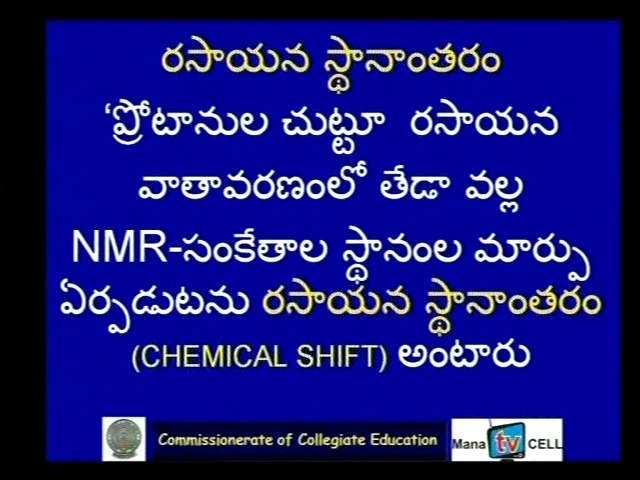 రసాయన స్థానాంతరం
‘ప్రోటానుల చుట్టూ రసాయన
వాతావరణంలో తేడా వల్ల
NMR-సంకేతాల స్థానంల మార్పు
ఏర్పడుటను రసాయన స్థానాంతరం
(CHEMICAL SHIFT) అంటారు
Commissionerate of Collegiate Education
Mana tv CELL